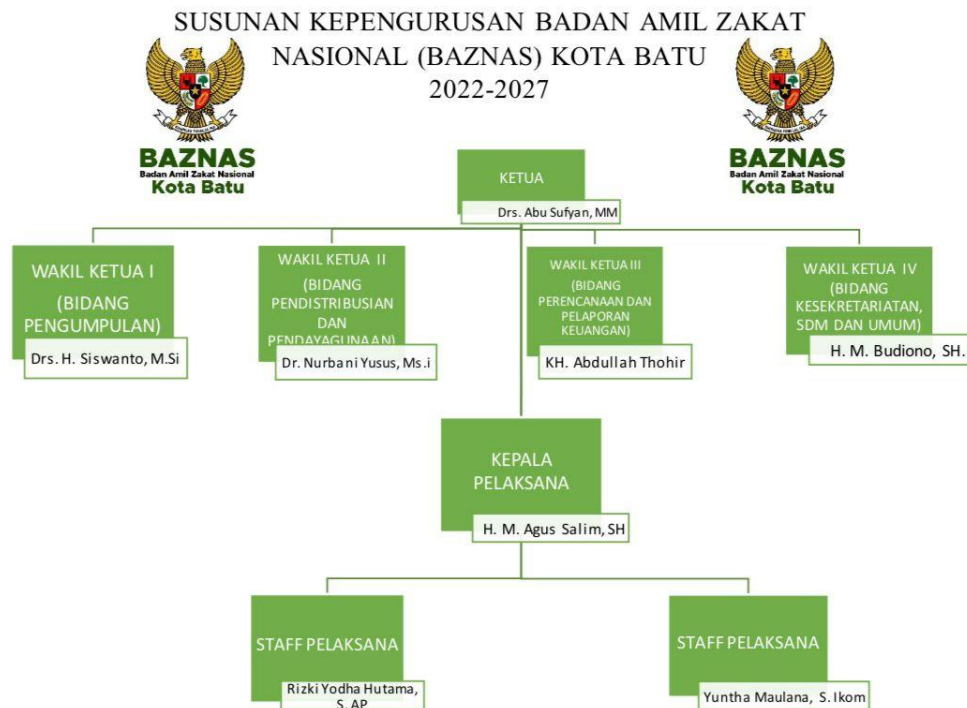 SUSUNAN KEPENGURUSAN BADAN AMIL ZAKAT
NASIONAL (BAZNAS) KOTA BATU
2022-2027
BAZNAS
Badan Amil Zakat Nasional
Kota Batu
BAZNAS
Badan Amil Zakat Nasional
Kota Batu
KETUA
Drs. Abu Sufyan, MM
WAKIL KETUA I
(BIDANG
PENGUMPULAN)
Drs. H. Siswanto, M.Si
WAKIL KETUA II
(BIDANG
PENDISTRIBUSIAN
DAN
PENDAYAGUNAAN)
Dr. Nurbani Yusus, Ms.i
WAKIL KETUA III
(BIDANG
PERENCANAAN DAN
PELAPORAN
KEUANGAN)
KH. Abdullah Thohir
WAKIL KETUA IV
(BIDANG
KESEKRETARIATAN,
SDM DAN UMUM)
H. M. Budiono, SH.
KEPALA
PELAKSANA
H. M. Agus Salim, SH
STAFF PELAKSANA
Rizki Yodha Hutama,
S. AP
STAFF PELAKSANA
Yuntha Maulana, S. Ikom